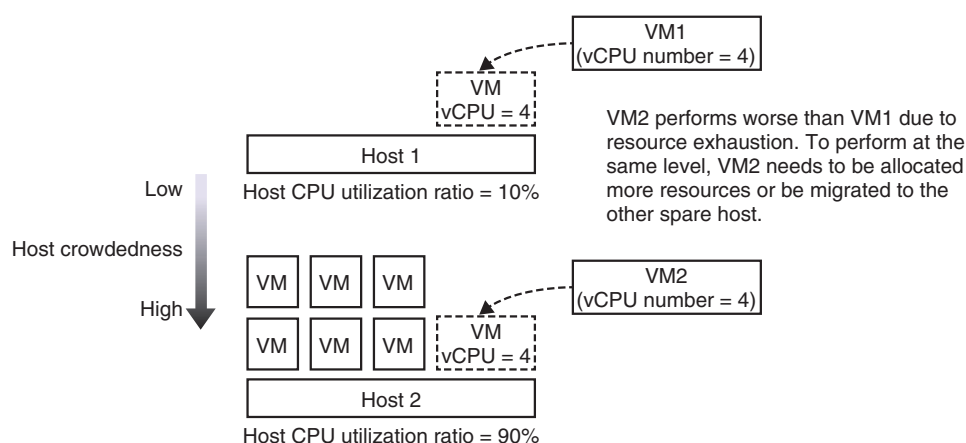 VM1
(vCPU number = 4)
VM
vCPU = 4
Host 1
Host CPU utilization ratio = 10%
VM2 performs worse than VM1 due to
resource exhaustion. To perform at the
same level, VM2 needs to be allocated
more resources or be migrated to the
other spare host.
Low
Host crowdedness
High
VM VM VM
VM2
(vCPU number = 4)
VM VM VM
VM
vCPU = 4
Host 2
Host CPU utilization ratio = 90%